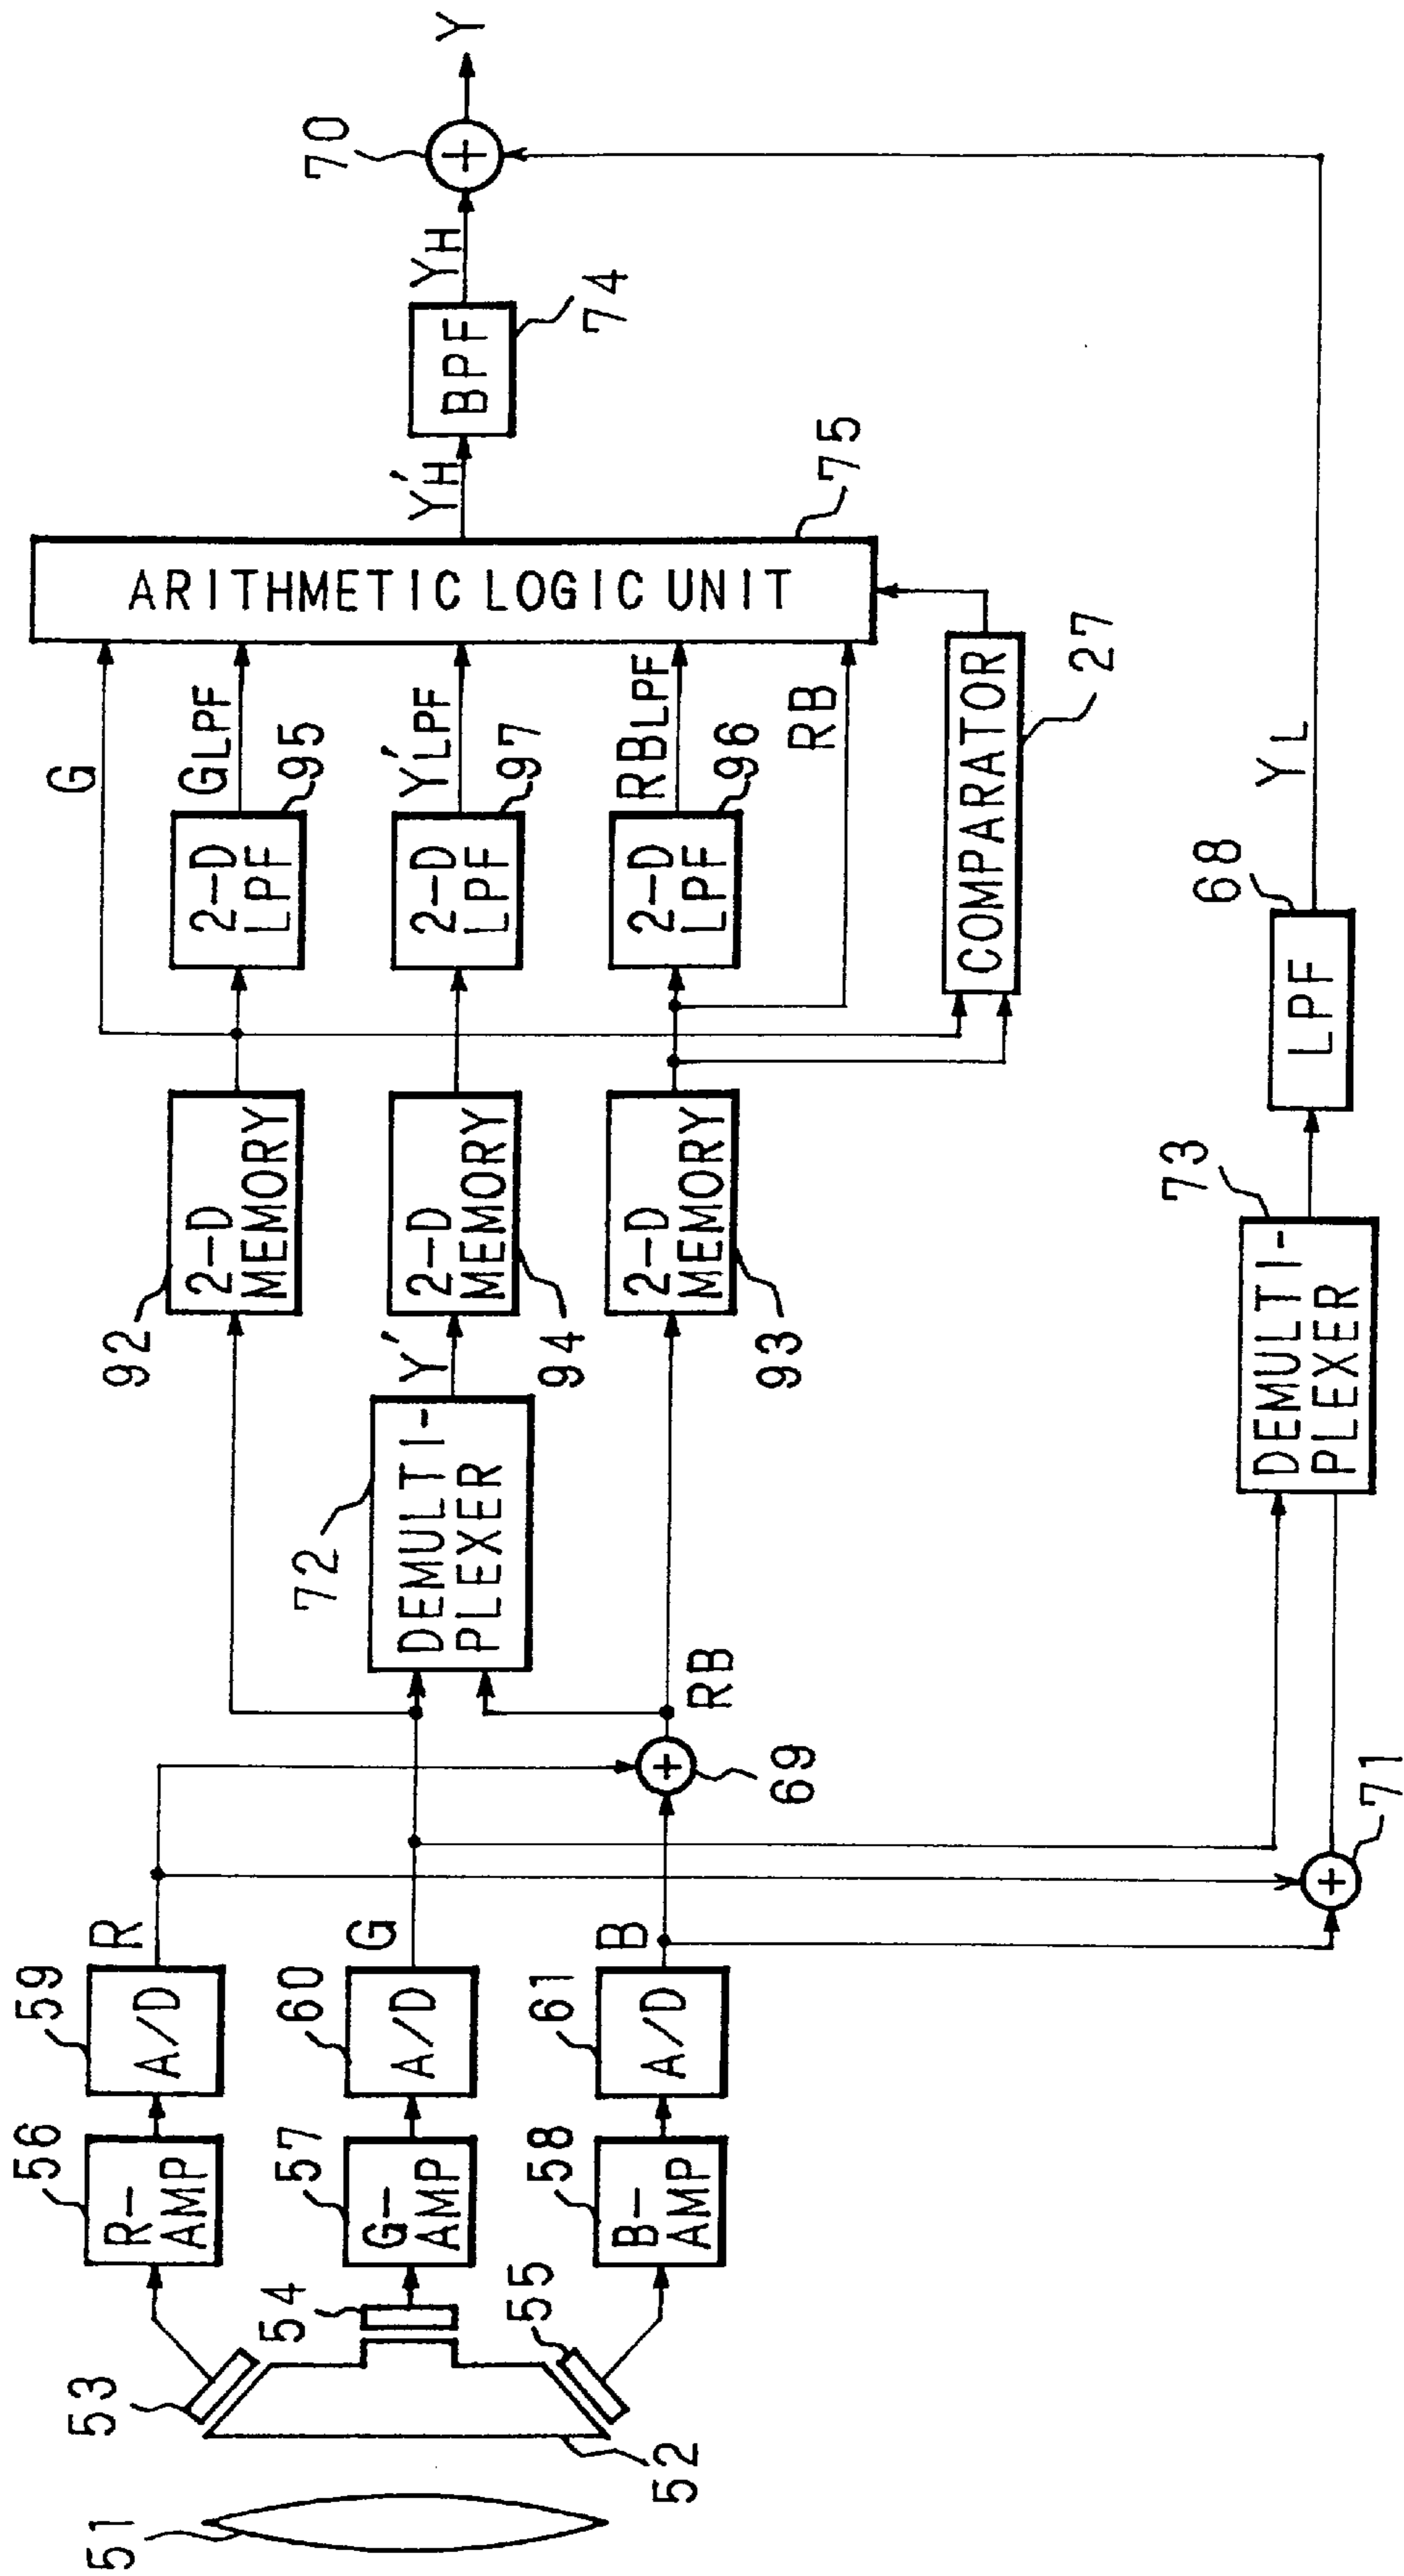 51
52
53
54
55
56
R-
AMP
57
G-
AMP
58
B-
AMP
59
A/D
R
60
A/D
G
61
A/D
B
69
RB
71
72
DEMULTI-
PLEXER
Y'
73
DEMULTI-
PLEXER
92
2-D
MEMORY
94
2-D
MEMORY
93
2-D
MEMORY
68
LPF
YL
G
2-D
LPF
95
GLPF
2-D
LPF
97
Y'LPF
2-D
LPF
96
RBLPF
RB
COMPARATOR
27
ARITHMETIC LOGIC UNIT
75
Y'H
BPF
74
YH
70
Y